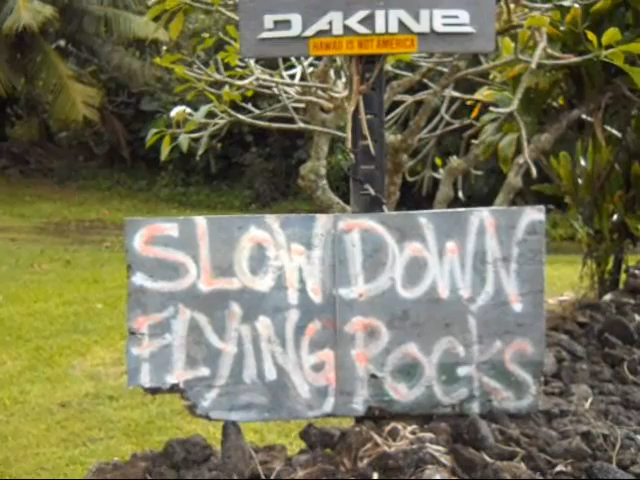 DAKINE
HAWAII IS NOT AMERICA
SLOW DOWN
FLYING ROCKS